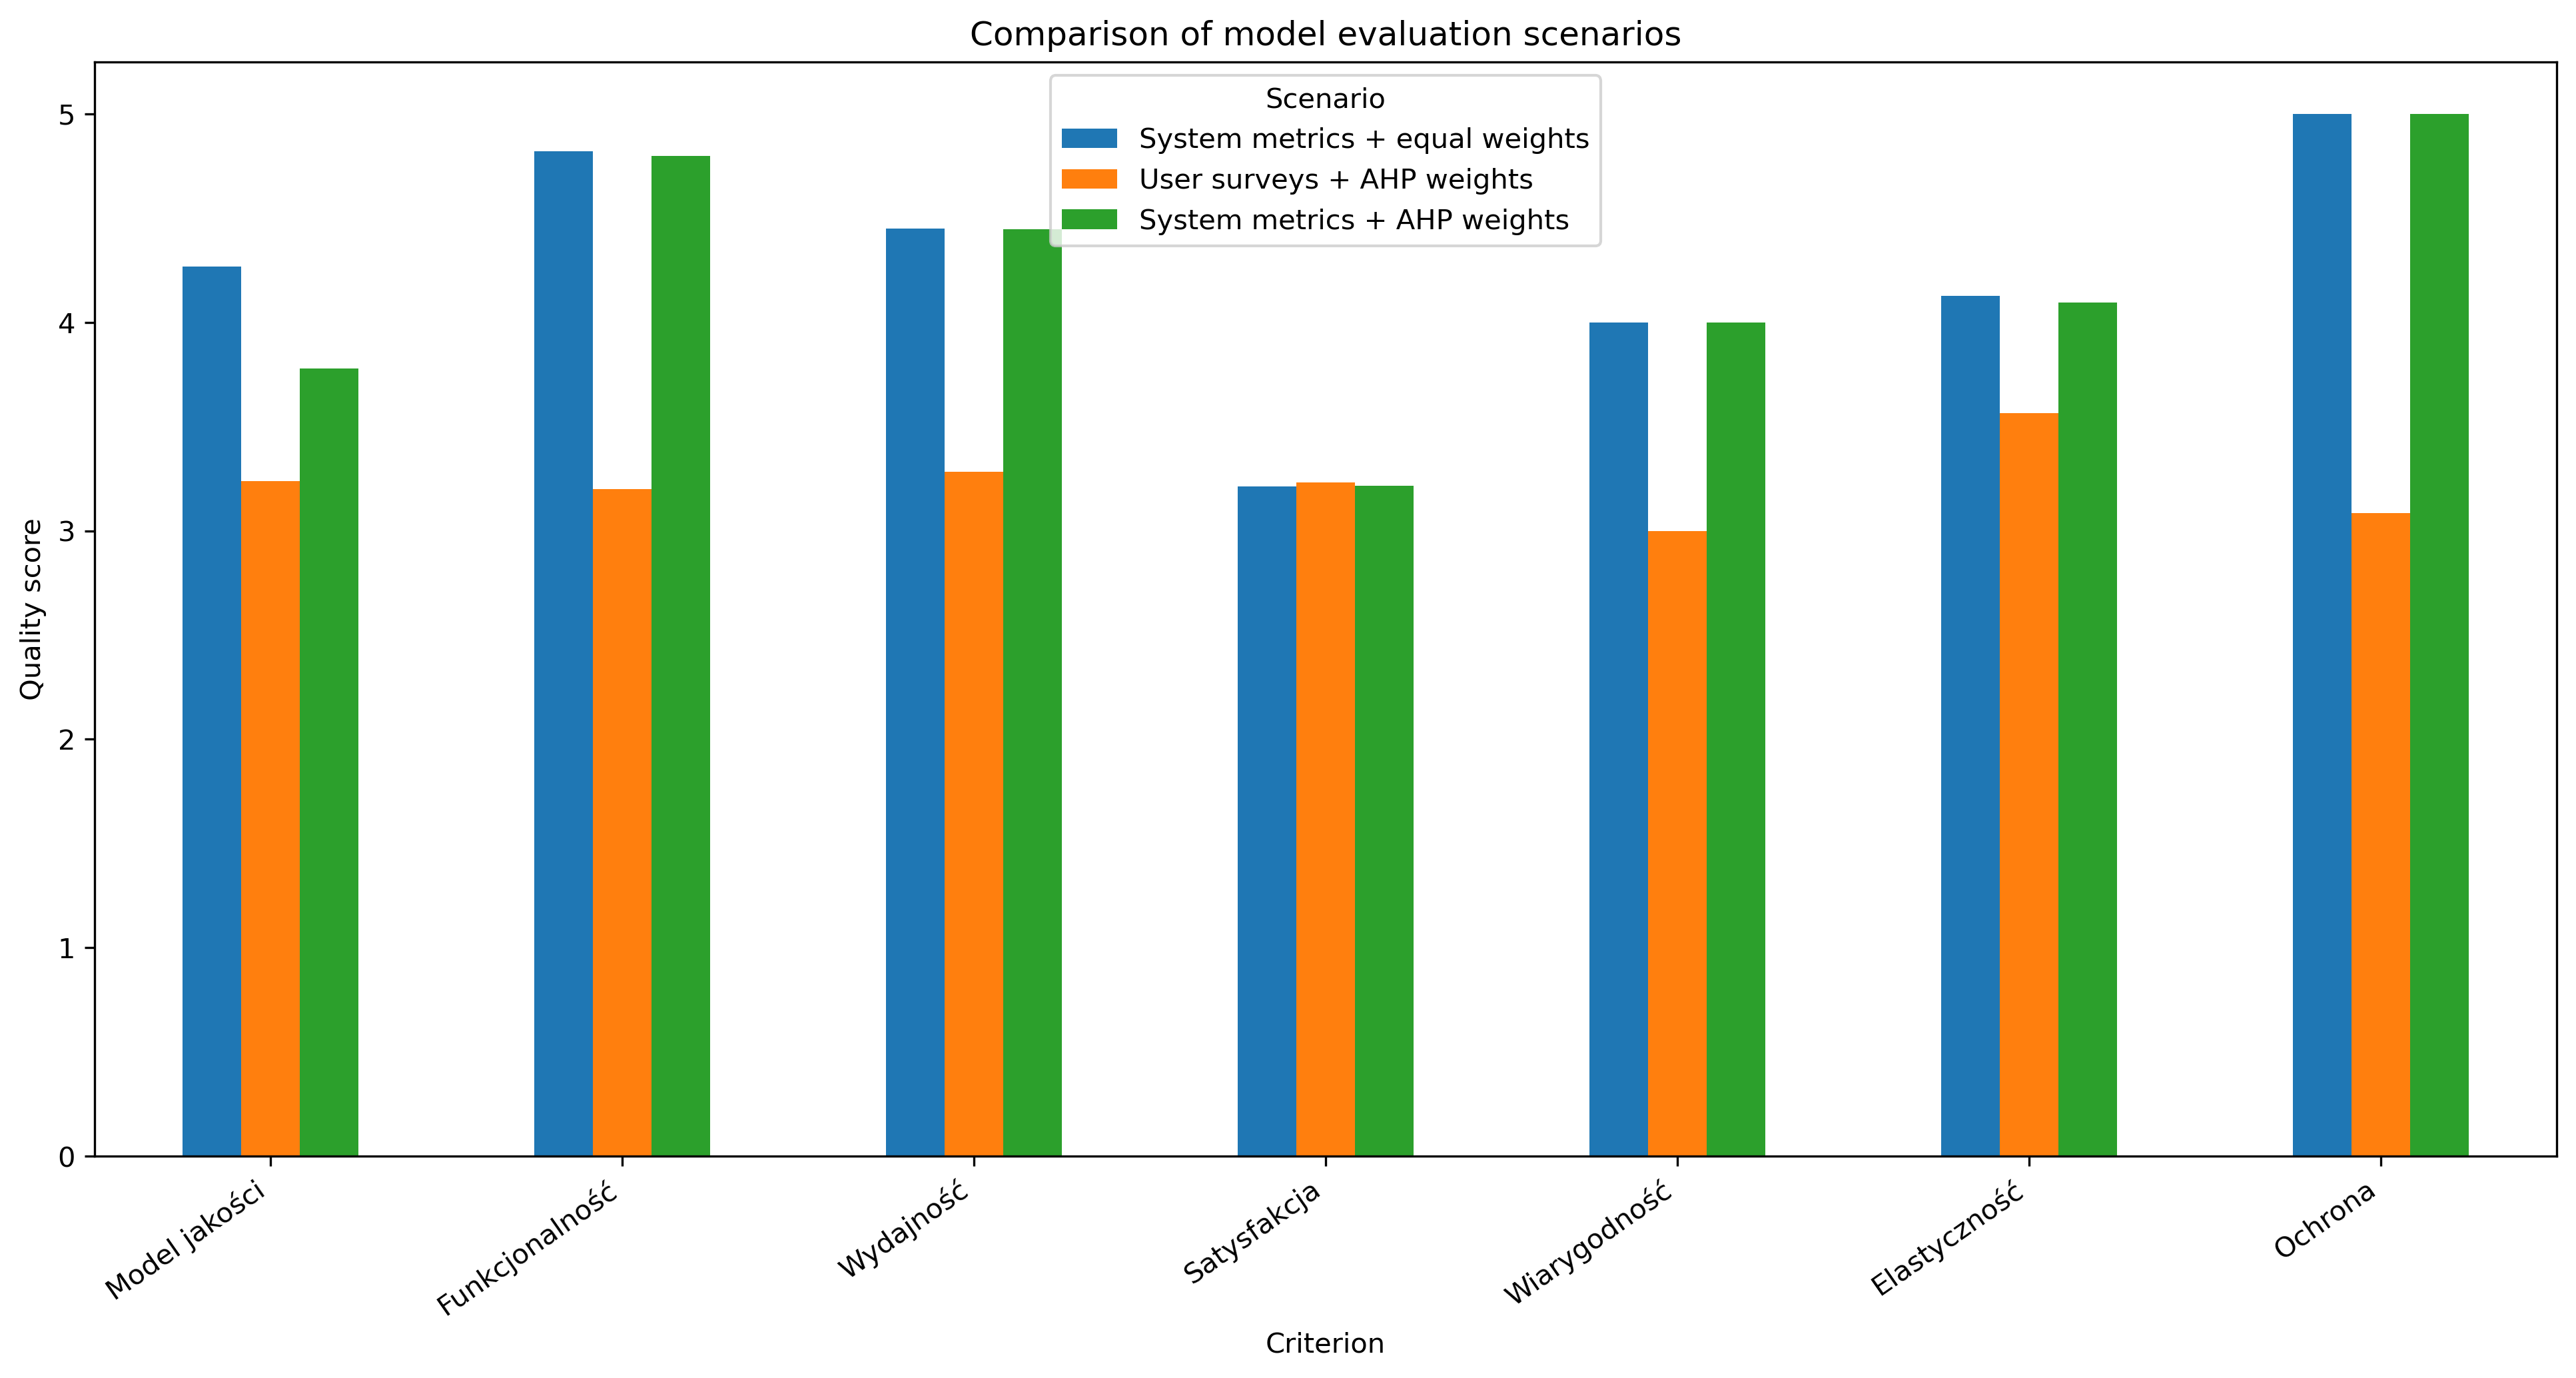 Comparison of model evaluation scenarios
Scenario
System metrics + equal weights
User surveys + AHP weights
System metrics + AHP weights
Quality score
5
4
3
2
1
0
Model jakości
Funkcjonalność
Wydajność
Satysfakcja
Wiarygodność
Elastyczność
Ochrona
Criterion